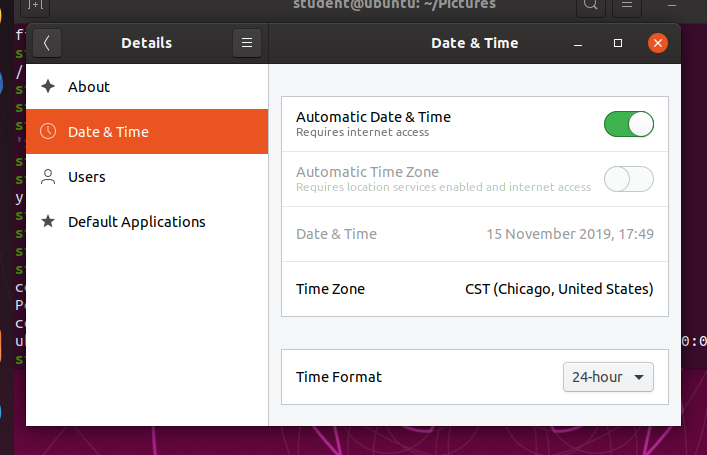 student@ubuntu: ~/Pictures
Details
Date & Time
About
Date & Time
Users
Default Applications
Automatic Date & Time
Requires internet access
Automatic Time Zone
Requires location services enabled and internet access
Date & Time
15 November 2019, 17:49
Time Zone
CST (Chicago, United States)
Time Format
24-hour